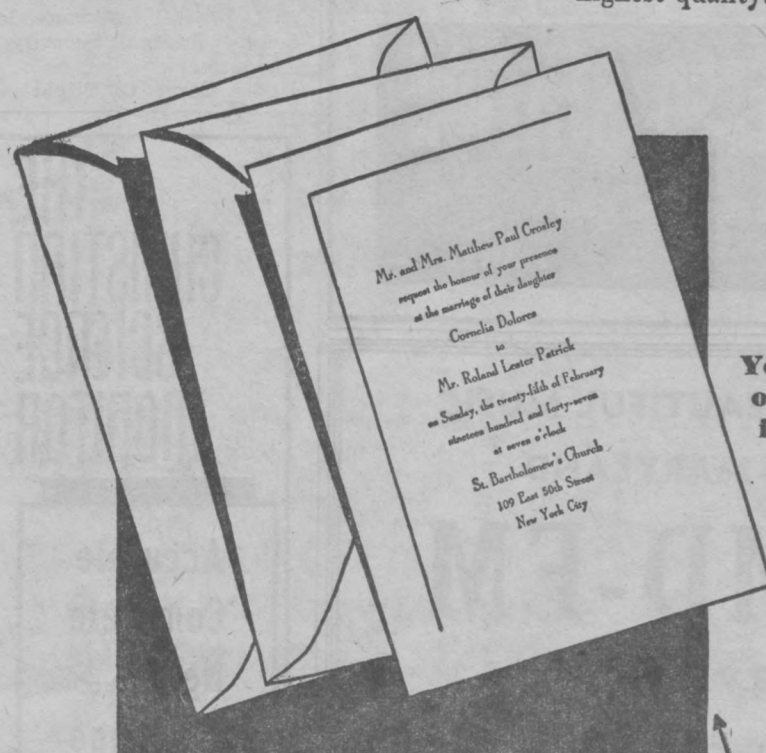 highest quality
Mr. and Mrs. Matthew Paul Crosley
request the honour of your presence
at the marriage of their daughter
Cornelia Dolores
to
Mr. Roland Lester Patrick
on Sunday, the twenty-fifth of February
nineteen hundred and forty-seven
at seven o'clock
St. Bartholomew's Church
109 East 50th Street
New York City